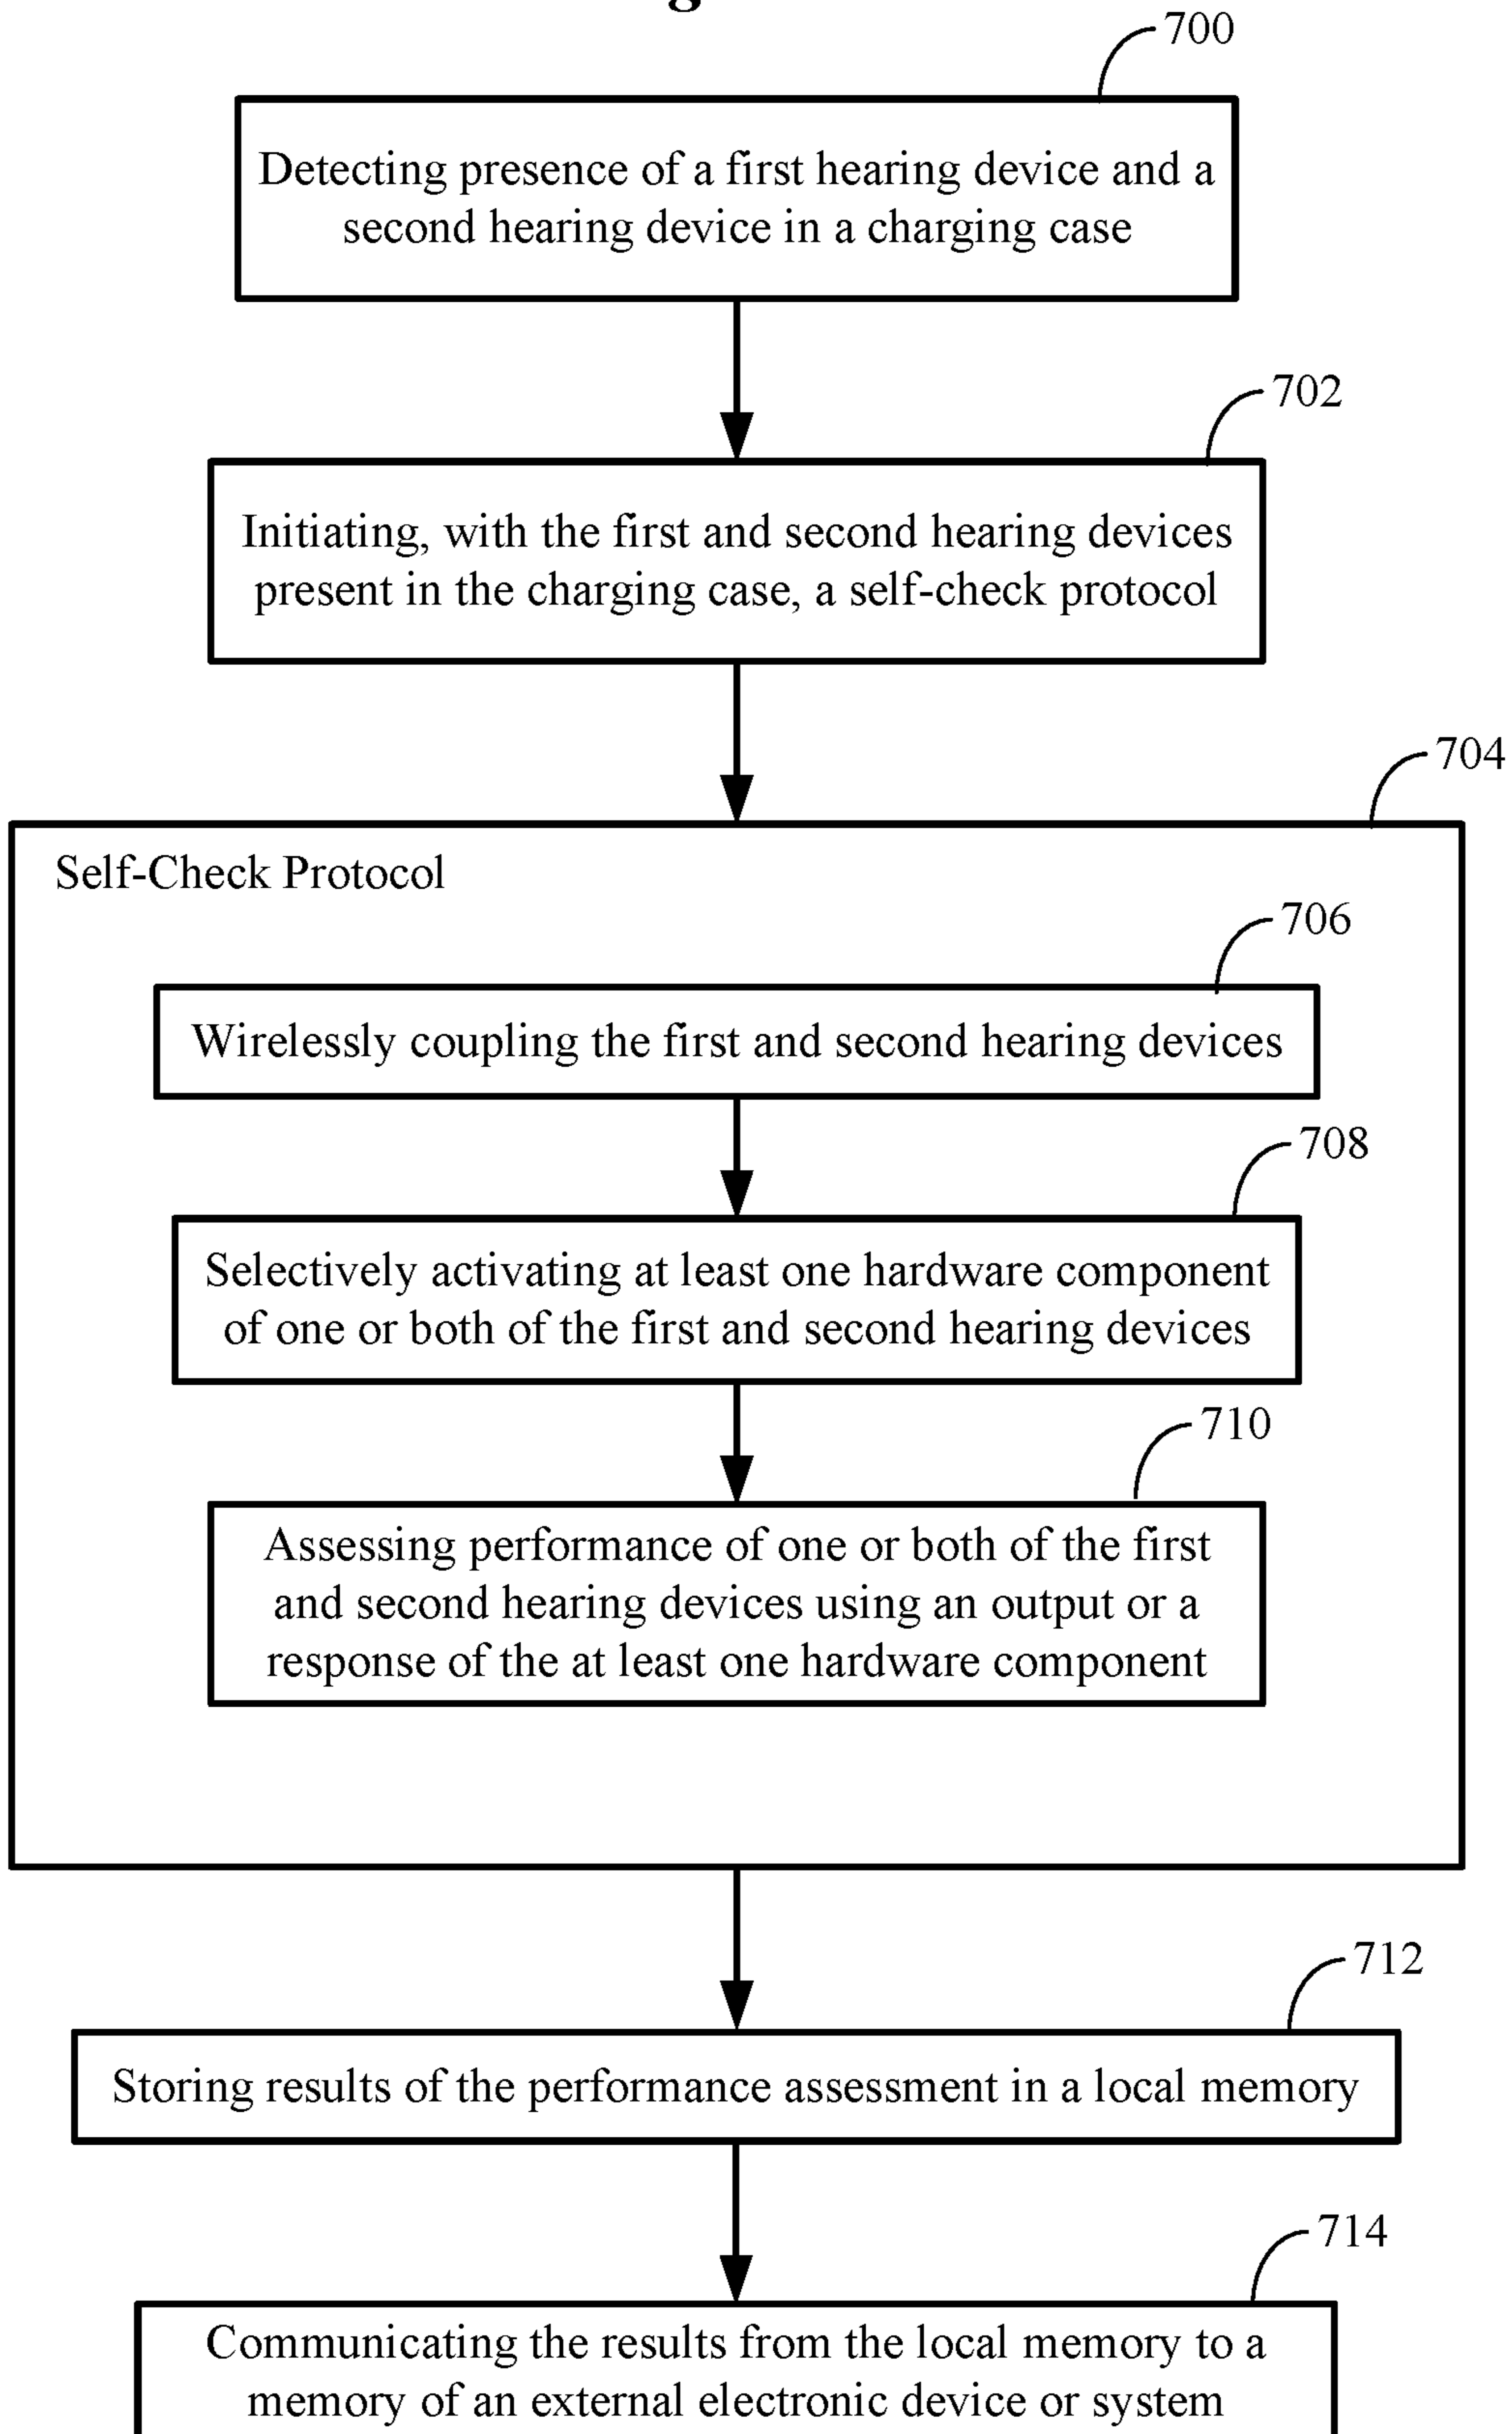 700
Detecting presence of a first hearing device and a
second hearing device in a charging case
702
Initiating, with the first and second hearing devices
present in the charging case, a self-check protocol
704
Self-Check Protocol
706
Wirelessly coupling the first and second hearing devices
708
Selectively activating at least one hardware component
of one or both of the first and second hearing devices
710
Assessing performance of one or both of the first
and second hearing devices using an output or a
response of the at least one hardware component
712
Storing results of the performance assessment in a local memory
714
Communicating the results from the local memory to a
memory of an external electronic device or system